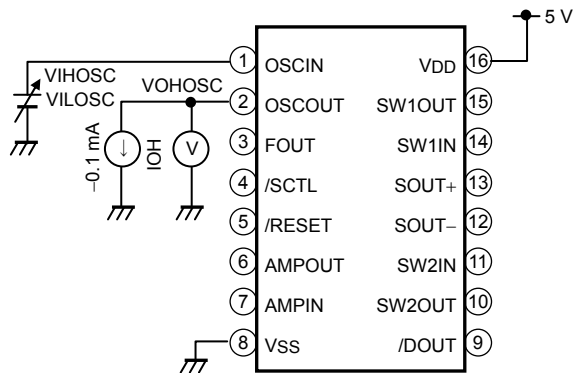 5 V
VIHOSC
VILOSC
VOHOSC
−0.1 mA
↓
IOH
V
1 OSCIN
2 OSCOUT
3 FOUT
4 /SCTL
5 /RESET
6 AMPOUT
7 AMPIN
8 VSS
VDD 16
SW1OUT 15
SW1IN 14
SOUT+ 13
SOUT− 12
SW2IN 11
SW2OUT 10
/DOUT 9